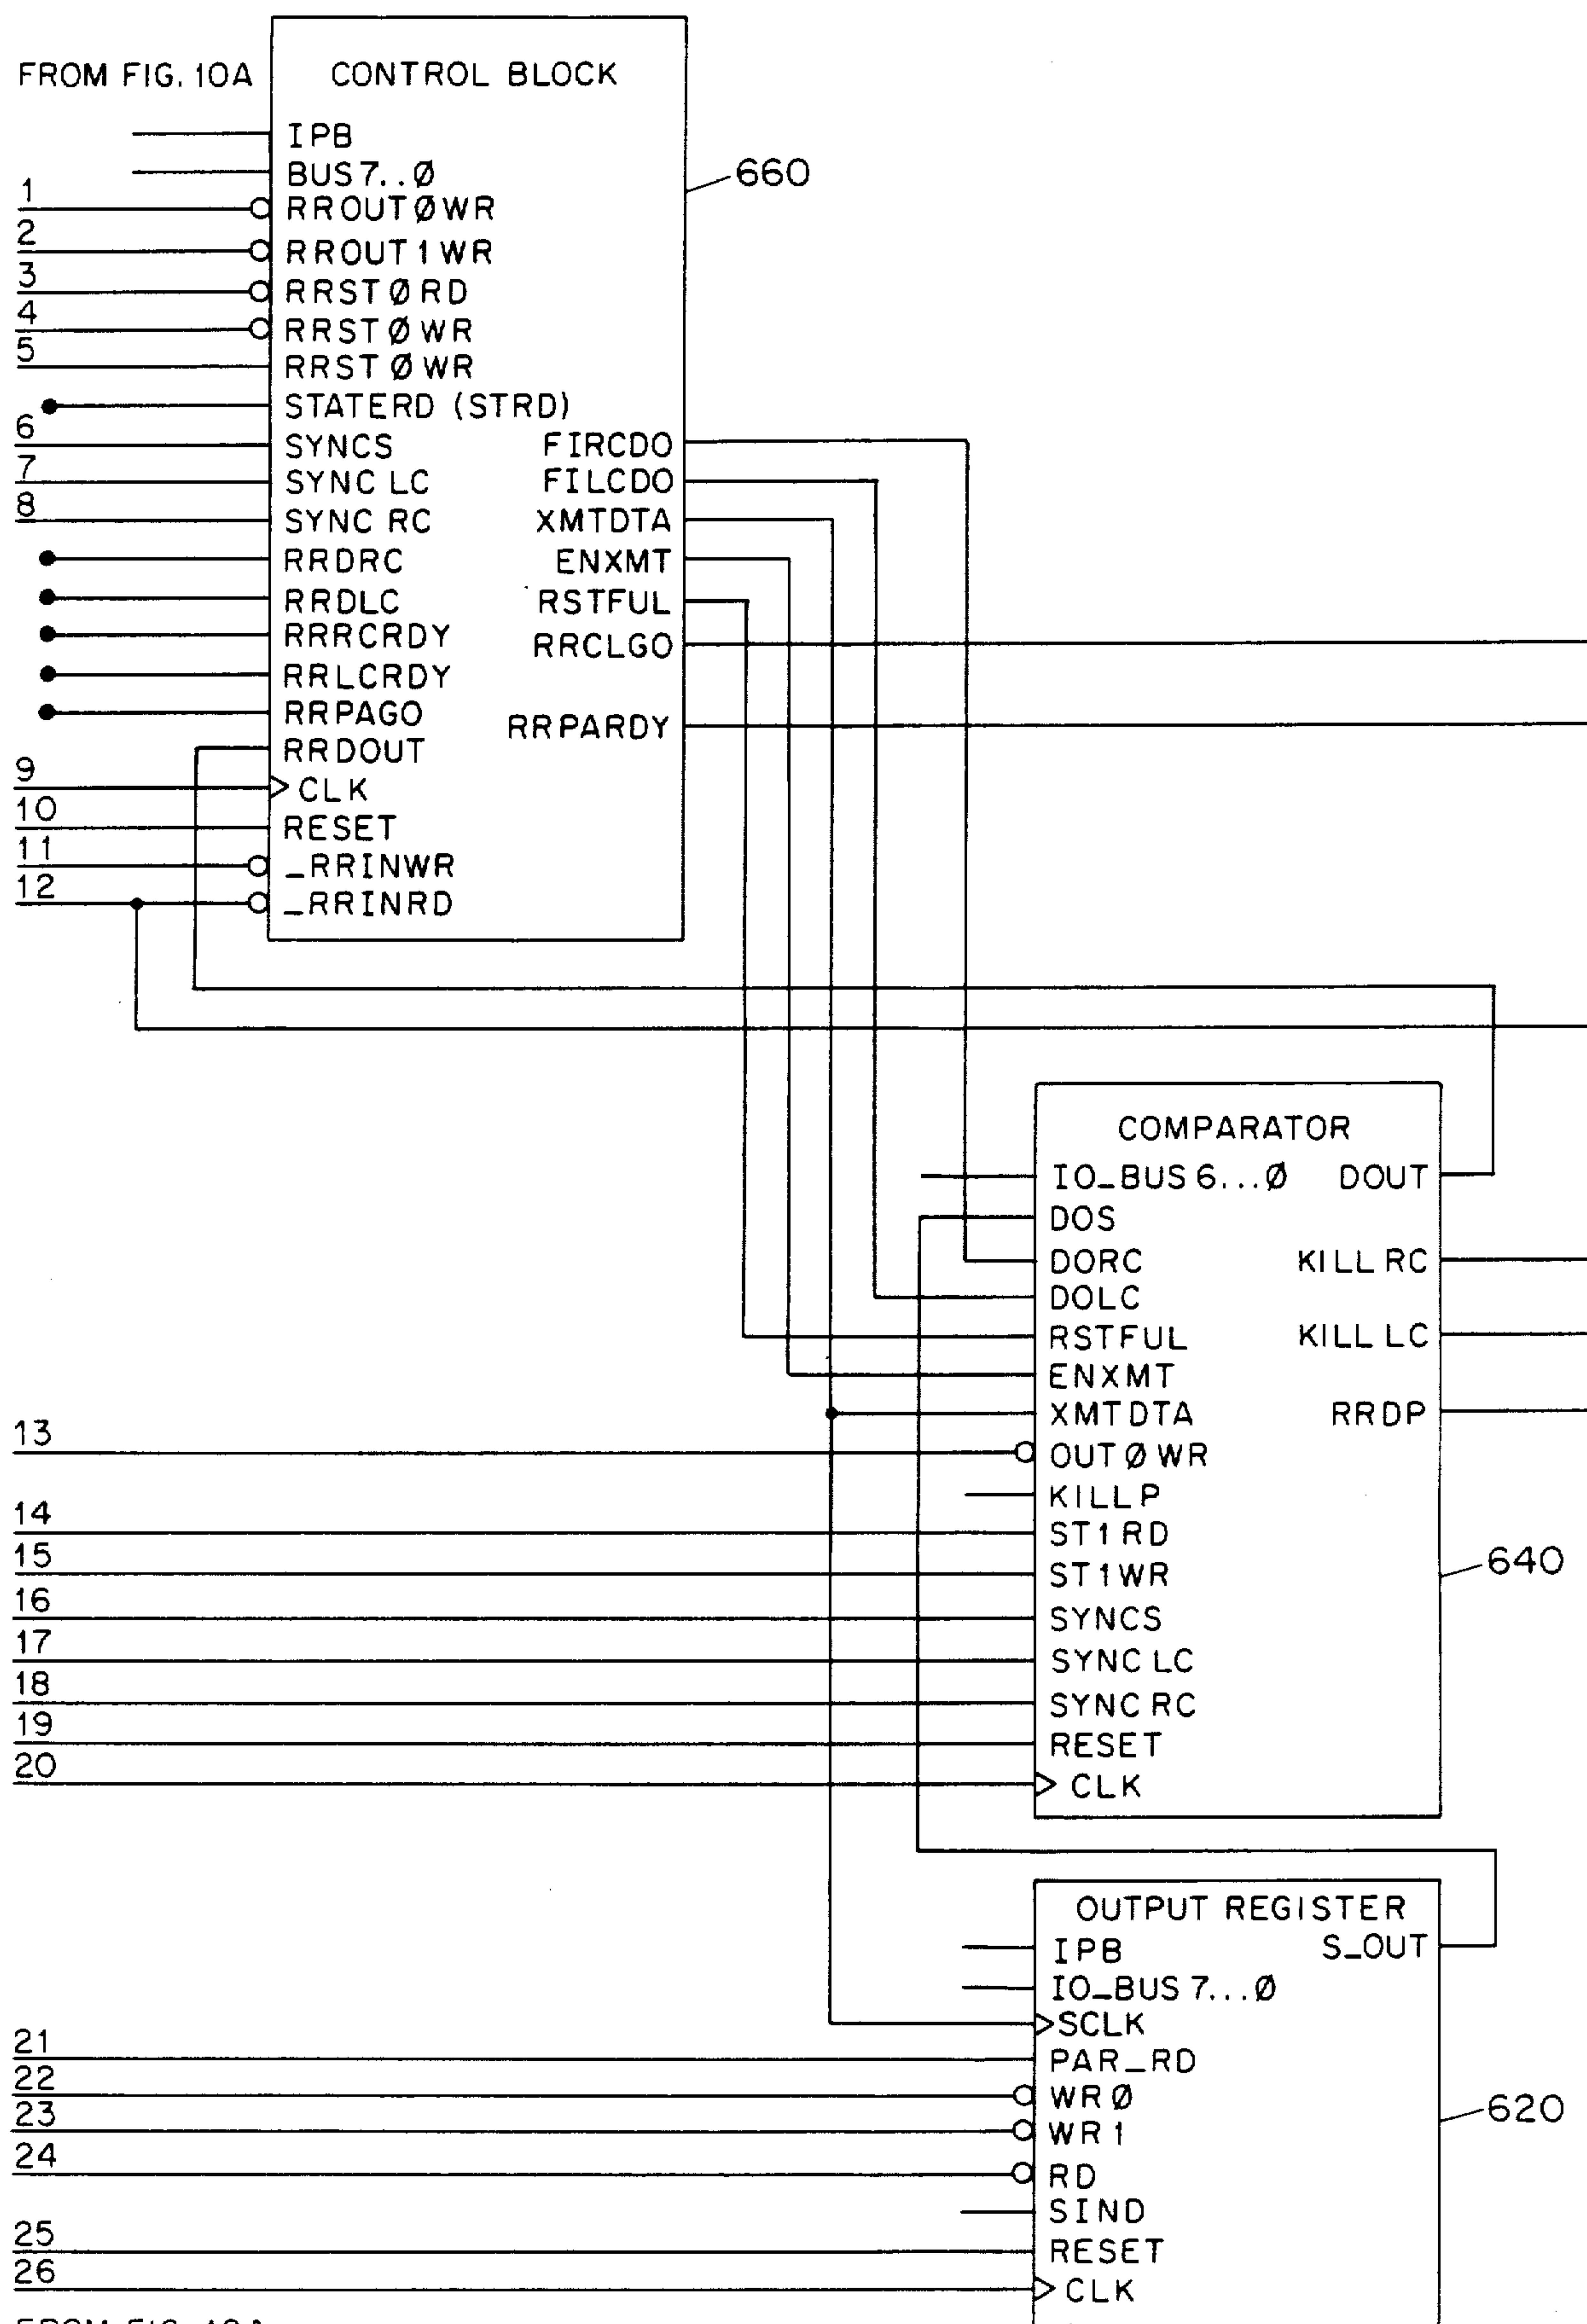 FROM FIG. 10A
CONTROL BLOCK
660
IPB
BUS7..Ø
1
RROUTØWR
2
RROUT1WR
3
RRSTØRD
4
RRSTØWR
5
RRSTØWR
STATERD (STRD)
6
SYNCS
FIRCDO
7
SYNC LC
FILCDO
8
SYNC RC
XMTDTA
RRDRC
ENXMT
RRDLC
RSTFUL
RRRCRDY
RRCLGO
RRLCRDY
RRPAGO
RRPARDY
RRDOUT
9
CLK
10
RESET
11
_RRINWR
12
_RRINRD
COMPARATOR
IO_BUS 6...Ø
DOUT
DOS
DORC
KILL RC
DOLC
RSTFUL
KILL LC
ENXMT
XMTDTA
RRDP
13
OUTØWR
KILLP
14
ST1RD
15
ST1WR
640
16
SYNCS
17
SYNC LC
18
SYNC RC
19
RESET
20
CLK
OUTPUT REGISTER
IPB
S_OUT
IO_BUS 7...Ø
SCLK
21
PAR_RD
22
WRØ
23
WR1
620
24
RD
SIND
25
RESET
26
CLK